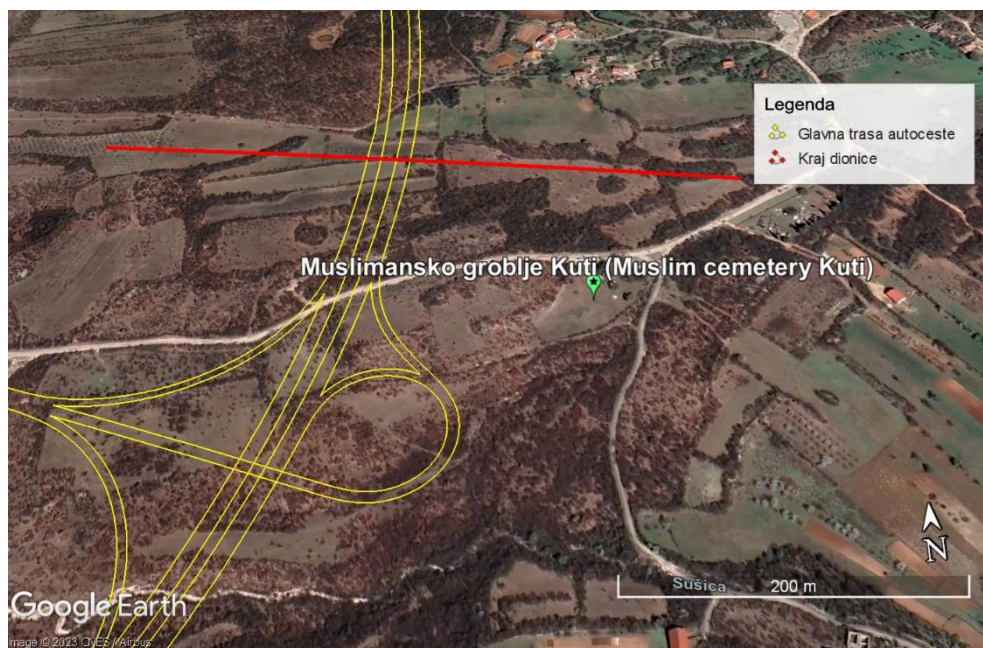 Legenda
Glavna trasa autoceste
Kraj dionice
Muslimansko groblje Kuti (Muslim cemetery Kuti)
N
Sušica
200 m
Google Earth
Image © 2023 CNES / Airbus